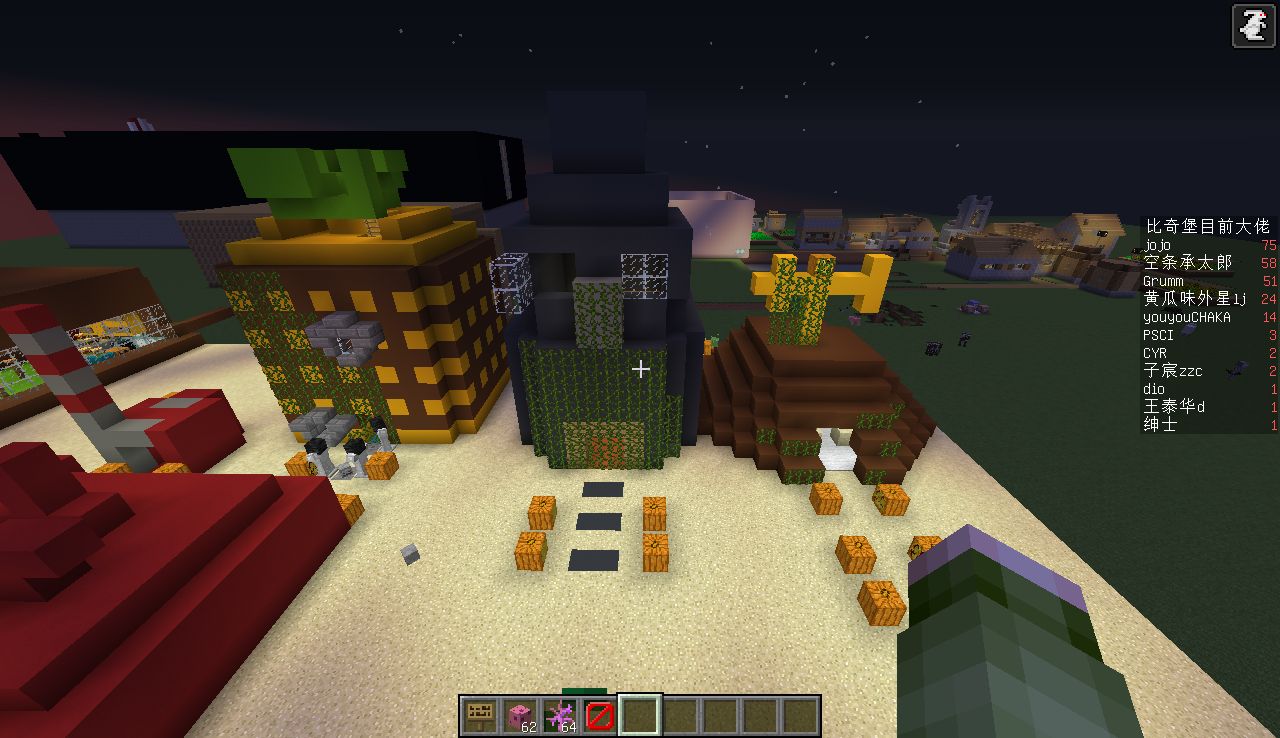 比奇堡目前大佬
jojo 75
空条承太郎 58
Grumm 51
黄瓜味外星lj 24
youyouCHAKA 14
PSCI 3
CYR 2
子宸zzc 2
dio 1
王泰华d 1
绅士 1
62 64